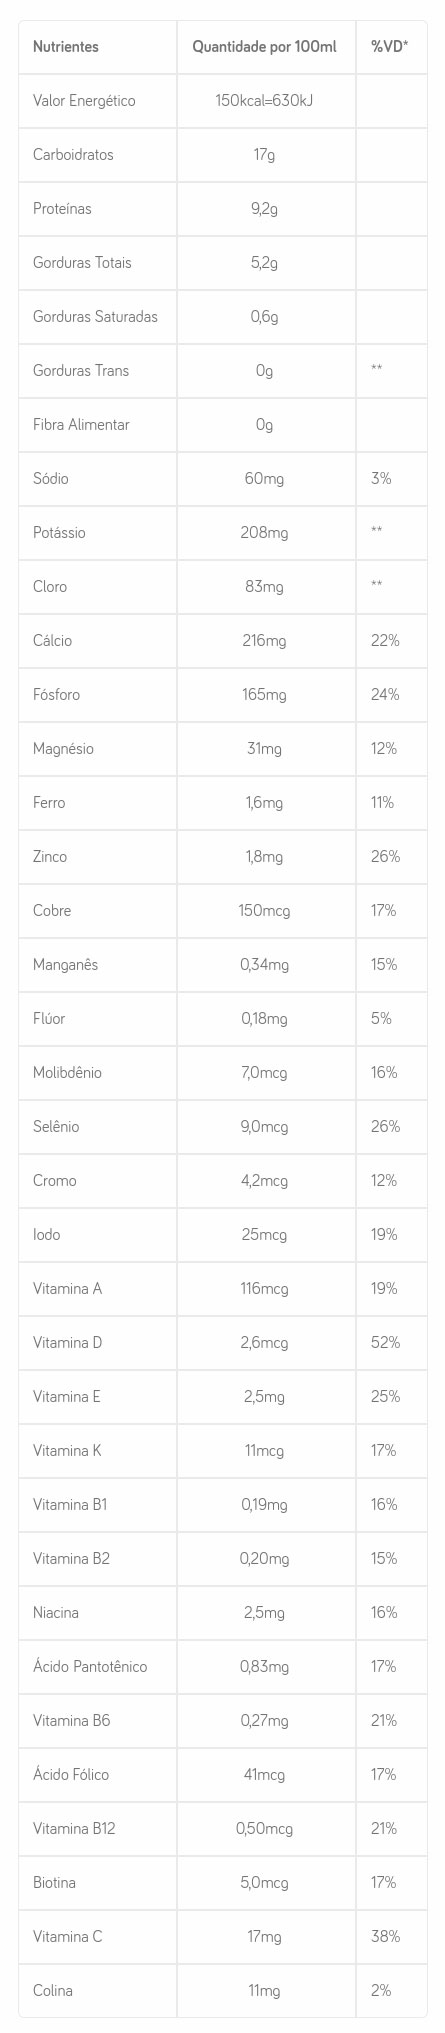 Nutrientes Quantidade por 100ml %VD*
Valor Energético 150kcal=630kJ
Carboidratos 17g
Proteínas 9,2g
Gorduras Totais 5,2g
Gorduras Saturadas 0,6g
Gorduras Trans 0g **
Fibra Alimentar 0g
Sódio 60mg 3%
Potássio 208mg **
Cloro 83mg **
Cálcio 216mg 22%
Fósforo 165mg 24%
Magnésio 31mg 12%
Ferro 1,6mg 11%
Zinco 1,8mg 26%
Cobre 150mcg 17%
Manganês 0,34mg 15%
Flúor 0,18mg 5%
Molibdênio 7,0mcg 16%
Selênio 9,0mcg 26%
Cromo 4,2mcg 12%
Iodo 25mcg 19%
Vitamina A 116mcg 19%
Vitamina D 2,6mcg 52%
Vitamina E 2,5mg 25%
Vitamina K 11mcg 17%
Vitamina B1 0,19mg 16%
Vitamina B2 0,20mg 15%
Niacina 2,5mg 16%
Ácido Pantotênico 0,83mg 17%
Vitamina B6 0,27mg 21%
Ácido Fólico 41mcg 17%
Vitamina B12 0,50mcg 21%
Biotina 5,0mcg 17%
Vitamina C 17mg 38%
Colina 11mg 2%